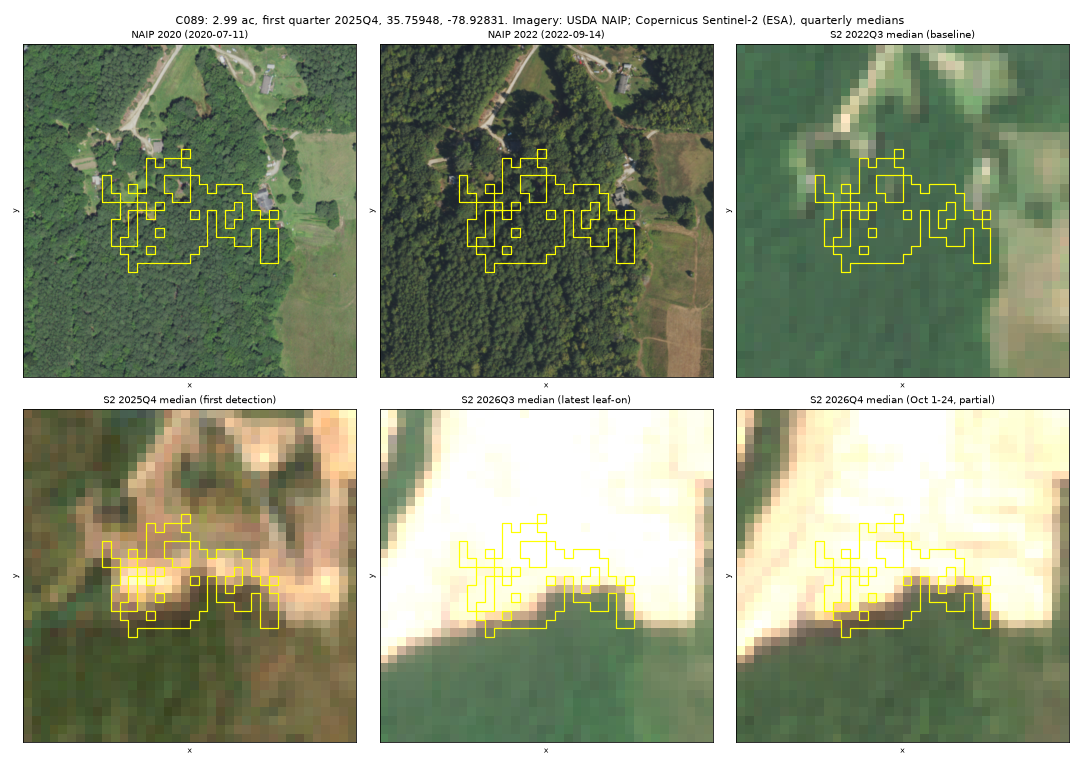 C089: 2.99 ac, first quarter 2025Q4, 35.75948, -78.92831. Imagery: USDA NAIP; Copernicus Sentinel-2 (ESA), quarterly medians
NAIP 2020 (2020-07-11)
NAIP 2022 (2022-09-14)
S2 2022Q3 median (baseline)
y
x
y
x
y
x
S2 2025Q4 median (first detection)
S2 2026Q3 median (latest leaf-on)
S2 2026Q4 median (Oct 1-24, partial)
y
x
y
x
y
x